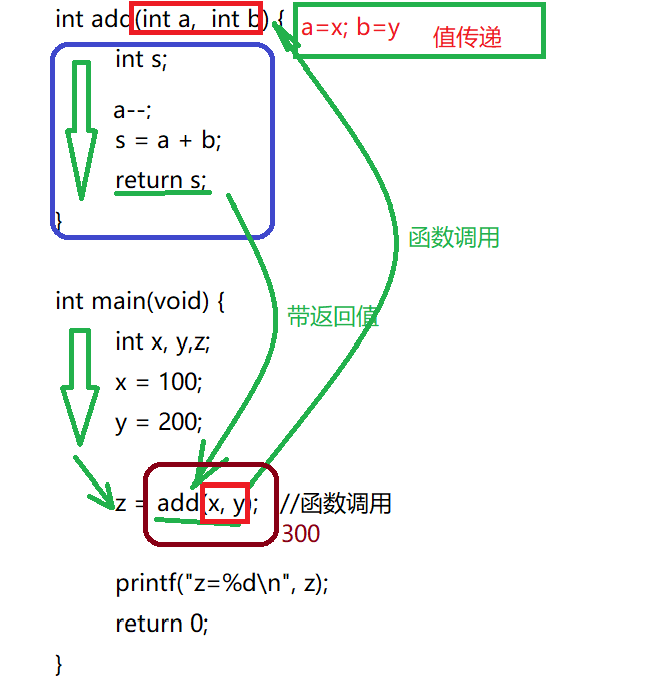 int add(int a, int b) { a=x; b=y 值传递
int s;
a--;
s = a + b;
return s;
}
函数调用
int main(void) {
带返回值
int x, y,z;
x = 100;
y = 200;
z = add(x, y); //函数调用
300
printf("z=%d\n", z);
return 0;
}